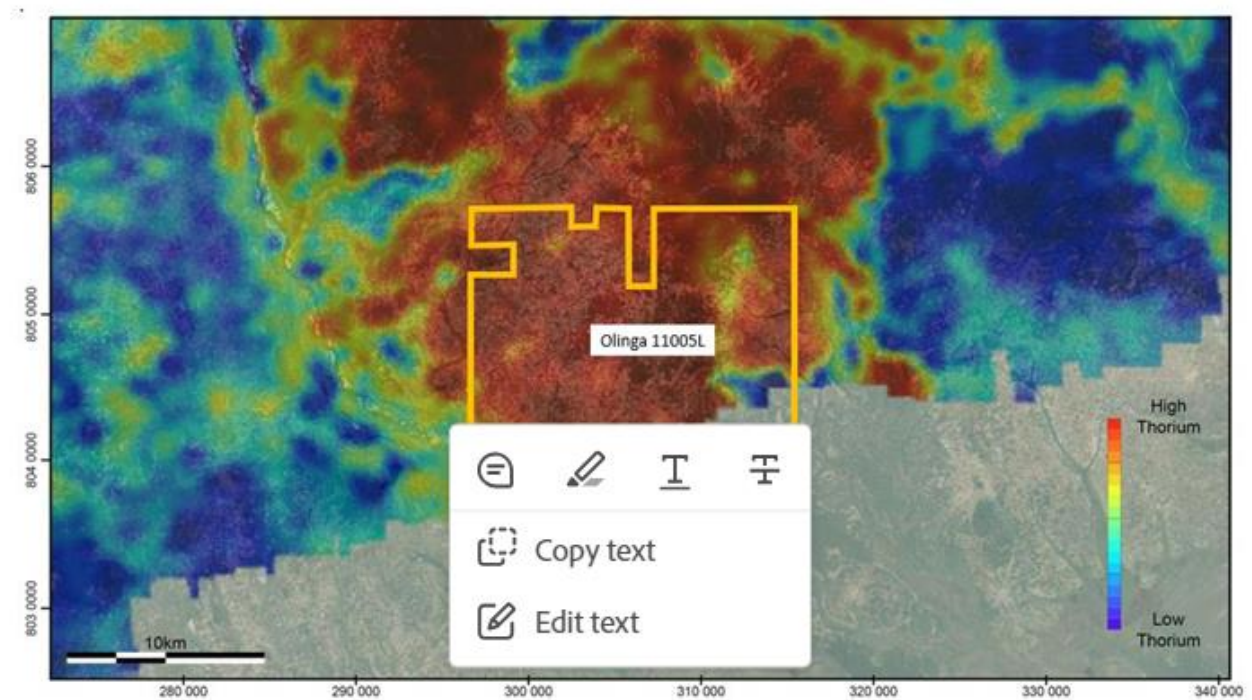 806 0000
805 0000
804 0000
803 0000
Olinga 11005L
High
Thorium
Low
Thorium
Copy text
Edit text
10km
280 000
290 000
300 000
310 000
320 000
330 000
340 000